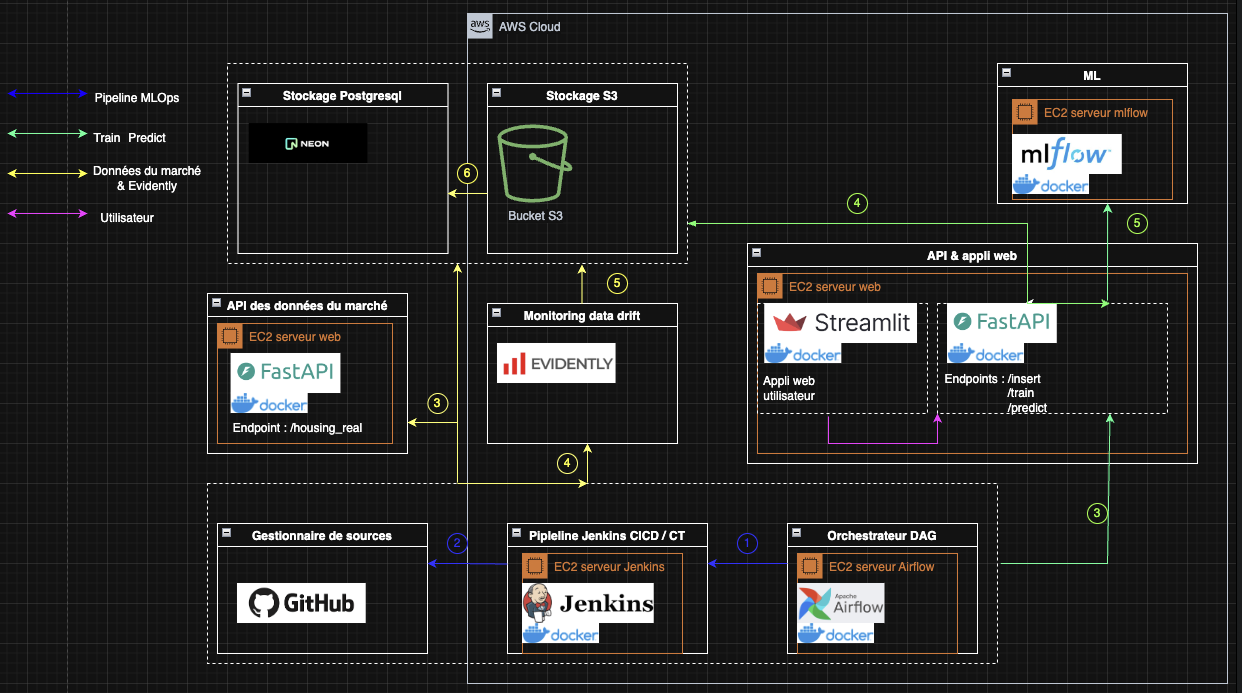 aws
AWS Cloud
Pipeline MLOps
Train Predict
Données du marché
& Evidently
Utilisateur
Stockage Postgresql
NEON
6
Stockage S3
Bucket S3
ML
EC2 serveur mlflow
mlflow
docker
4
5
API & appli web
EC2 serveur web
Streamlit
docker
Appli web
utilisateur
FastAPI
docker
Endpoints : /insert
/train
/predict
API des données du marché
EC2 serveur web
FastAPI
docker
Endpoint : /housing_real
3
5
Monitoring data drift
EVIDENTLY
4
3
Gestionnaire de sources
GitHub
2
Pipleline Jenkins CICD / CT
EC2 serveur Jenkins
Jenkins
docker
1
Orchestrateur DAG
EC2 serveur Airflow
Apache
Airflow
docker